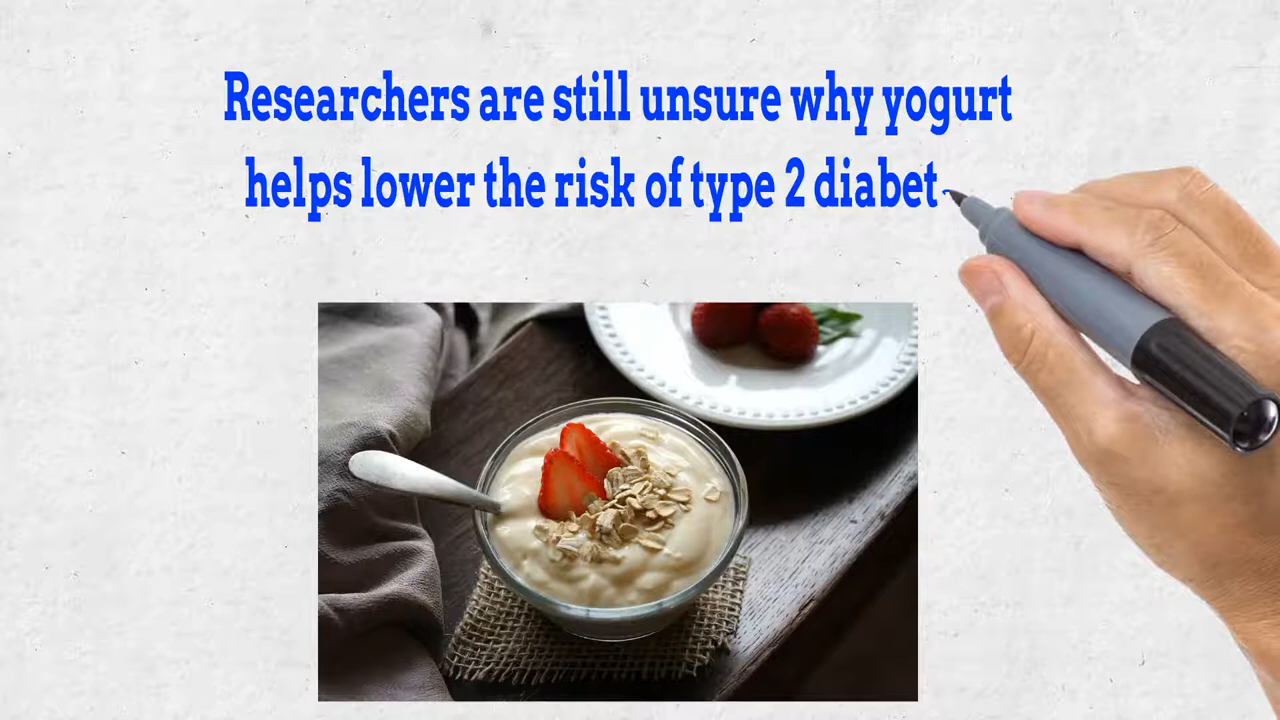 Researchers are still unsure why yogurt
helps lower the risk of type 2 diabet